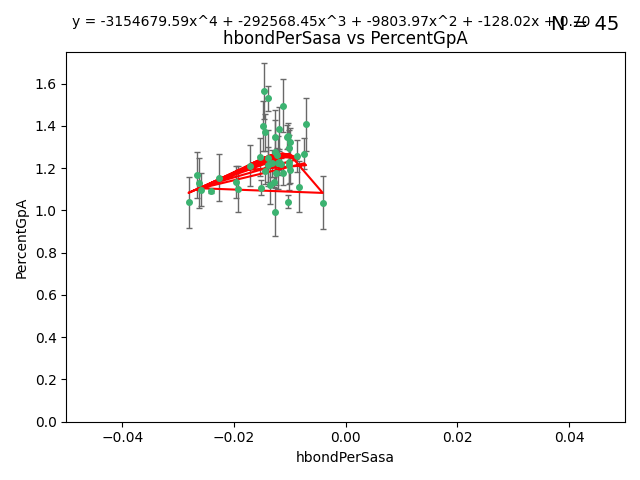 y = -3154679.59x^4 + -292568.45x^3 + -9803.97x^2 + -128.02x + 0.70
N = 45
hbondPerSasa vs PercentGpA
PercentGpA
1.6
1.4
1.2
1.0
0.8
0.6
0.4
0.2
0.0
−0.04 −0.02 0.00 0.02 0.04
hbondPerSasa